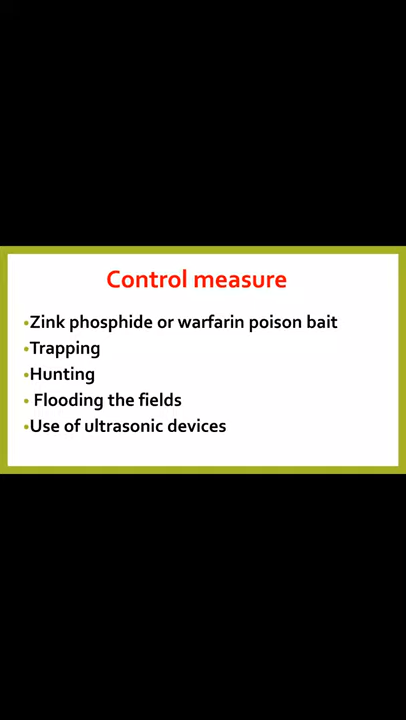 Control measure
•Zink phosphide or warfarin poison bait
•Trapping
•Hunting
• Flooding the fields
•Use of ultrasonic devices